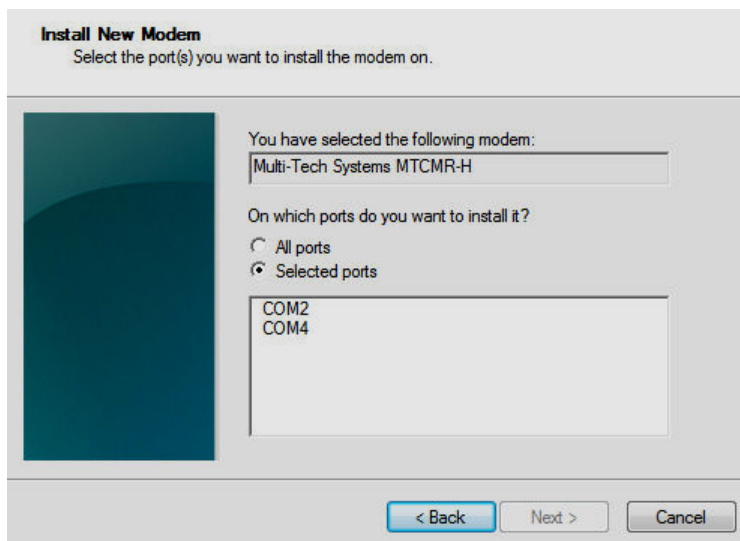 Install New Modem
Select the port(s) you want to install the modem on.
You have selected the following modem:
Multi-Tech Systems MTCMR-H
On which ports do you want to install it?
All ports
Selected ports
COM2
COM4
< Back
Next >
Cancel